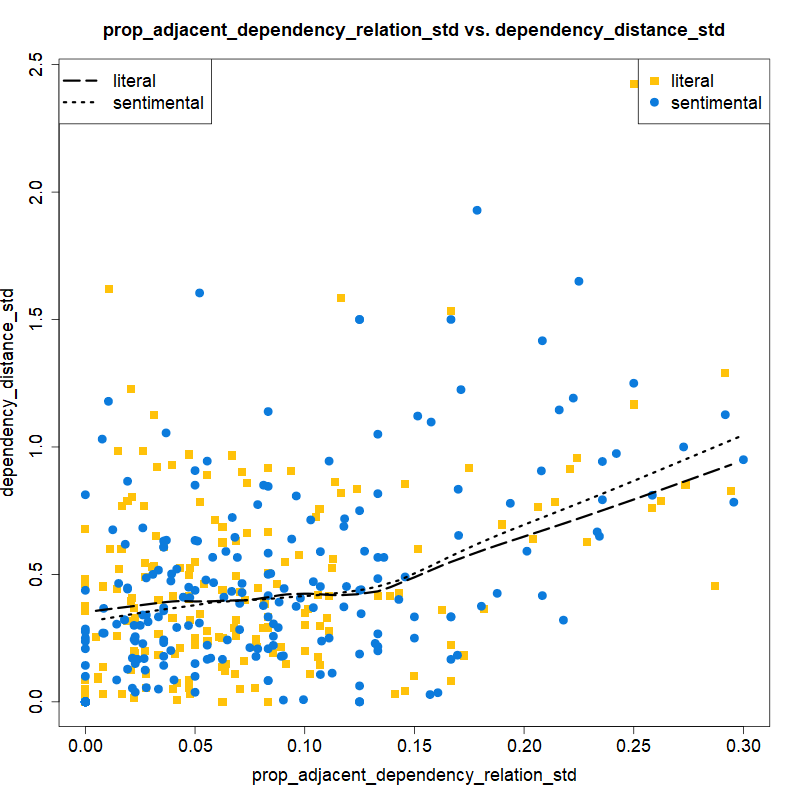 prop_adjacent_dependency_relation_std vs. dependency_distance_std
literal
sentimental
literal
sentimental
dependency_distance_std
2.5
2.0
1.5
1.0
0.5
0.0
0.00 0.05 0.10 0.15 0.20 0.25 0.30
prop_adjacent_dependency_relation_std